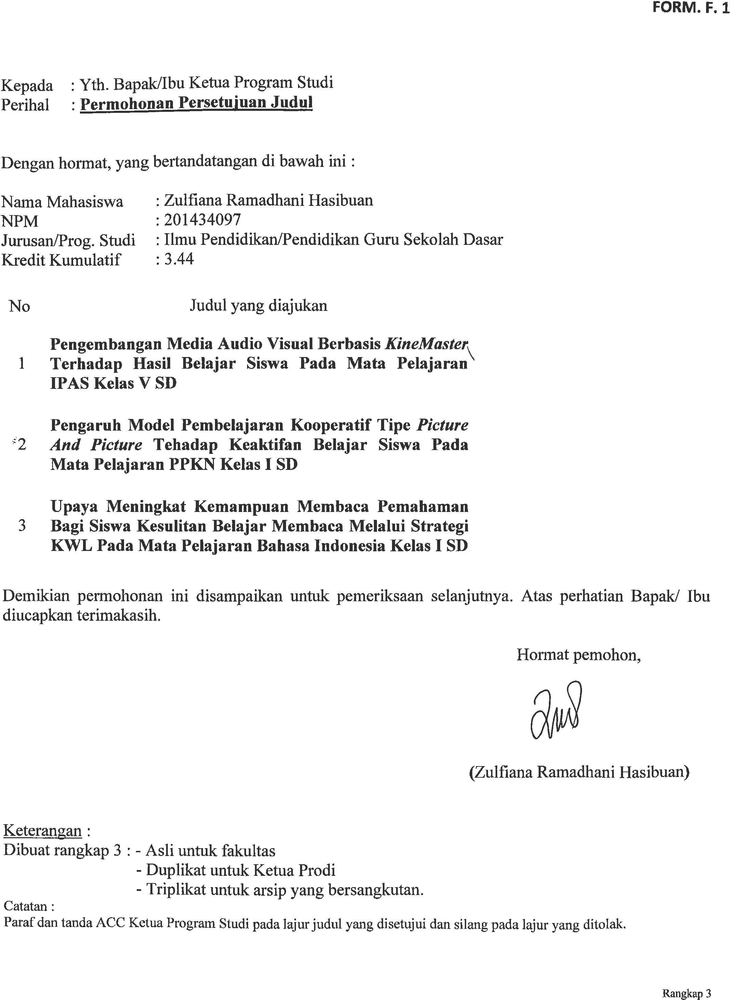 FORM. F. 1
Kepada : Yth. Bapak/Ibu Ketua Program Studi
Perihal : Permohonan Persetujuan Judul
Dengan hormat, yang bertandatangan di bawah ini :
Nama Mahasiswa : Zulfiana Ramadhani Hasibuan
NPM : 201434097
Jurusan/Prog. Studi : Ilmu Pendidikan/Pendidikan Guru Sekolah Dasar
Kredit Kumulatif : 3.44
No Judul yang diajukan
Pengembangan Media Audio Visual Berbasis KineMaster
1 Terhadap Hasil Belajar Siswa Pada Mata Pelajaran
IPAS Kelas V SD
Pengaruh Model Pembelajaran Kooperatif Tipe Picture
2 And Picture Tehadap Keaktifan Belajar Siswa Pada
Mata Pelajaran PPKN Kelas I SD
Upaya Meningkat Kemampuan Membaca Pemahaman
3 Bagi Siswa Kesulitan Belajar Membaca Melalui Strategi
KWL Pada Mata Pelajaran Bahasa Indonesia Kelas I SD
Demikian permohonan ini disampaikan untuk pemeriksaan selanjutnya. Atas perhatian Bapak/ Ibu
diucapkan terimakasih.
Hormat pemohon,
(Zulfiana Ramadhani Hasibuan)
Keterangan :
Dibuat rangkap 3 : - Asli untuk fakultas
- Duplikat untuk Ketua Prodi
- Triplikat untuk arsip yang bersangkutan.
Catatan :
Paraf dan tanda ACC Ketua Program Studi pada lajur judul yang disetujui dan silang pada lajur yang ditolak.
Rangkap 3